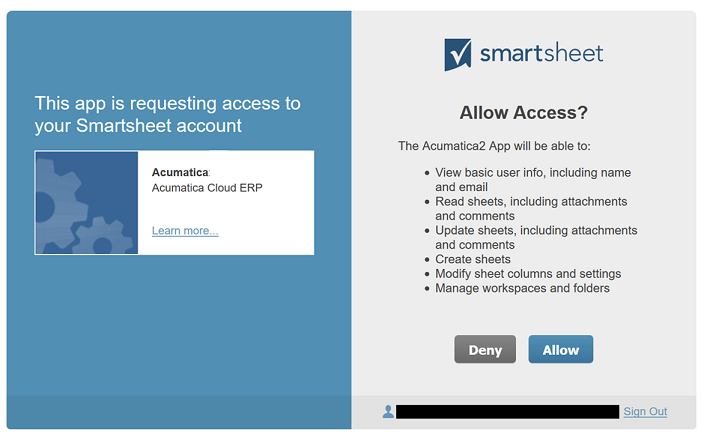 This app is requesting access to
your Smartsheet account
Acumatica:
Acumatica Cloud ERP
Learn more...
smartsheet
Allow Access?
The Acumatica2 App will be able to:
• View basic user info, including name
and email
• Read sheets, including attachments
and comments
• Update sheets, including attachments
and comments
• Create sheets
• Modify sheet columns and settings
• Manage workspaces and folders
Deny
Allow
Sign Out